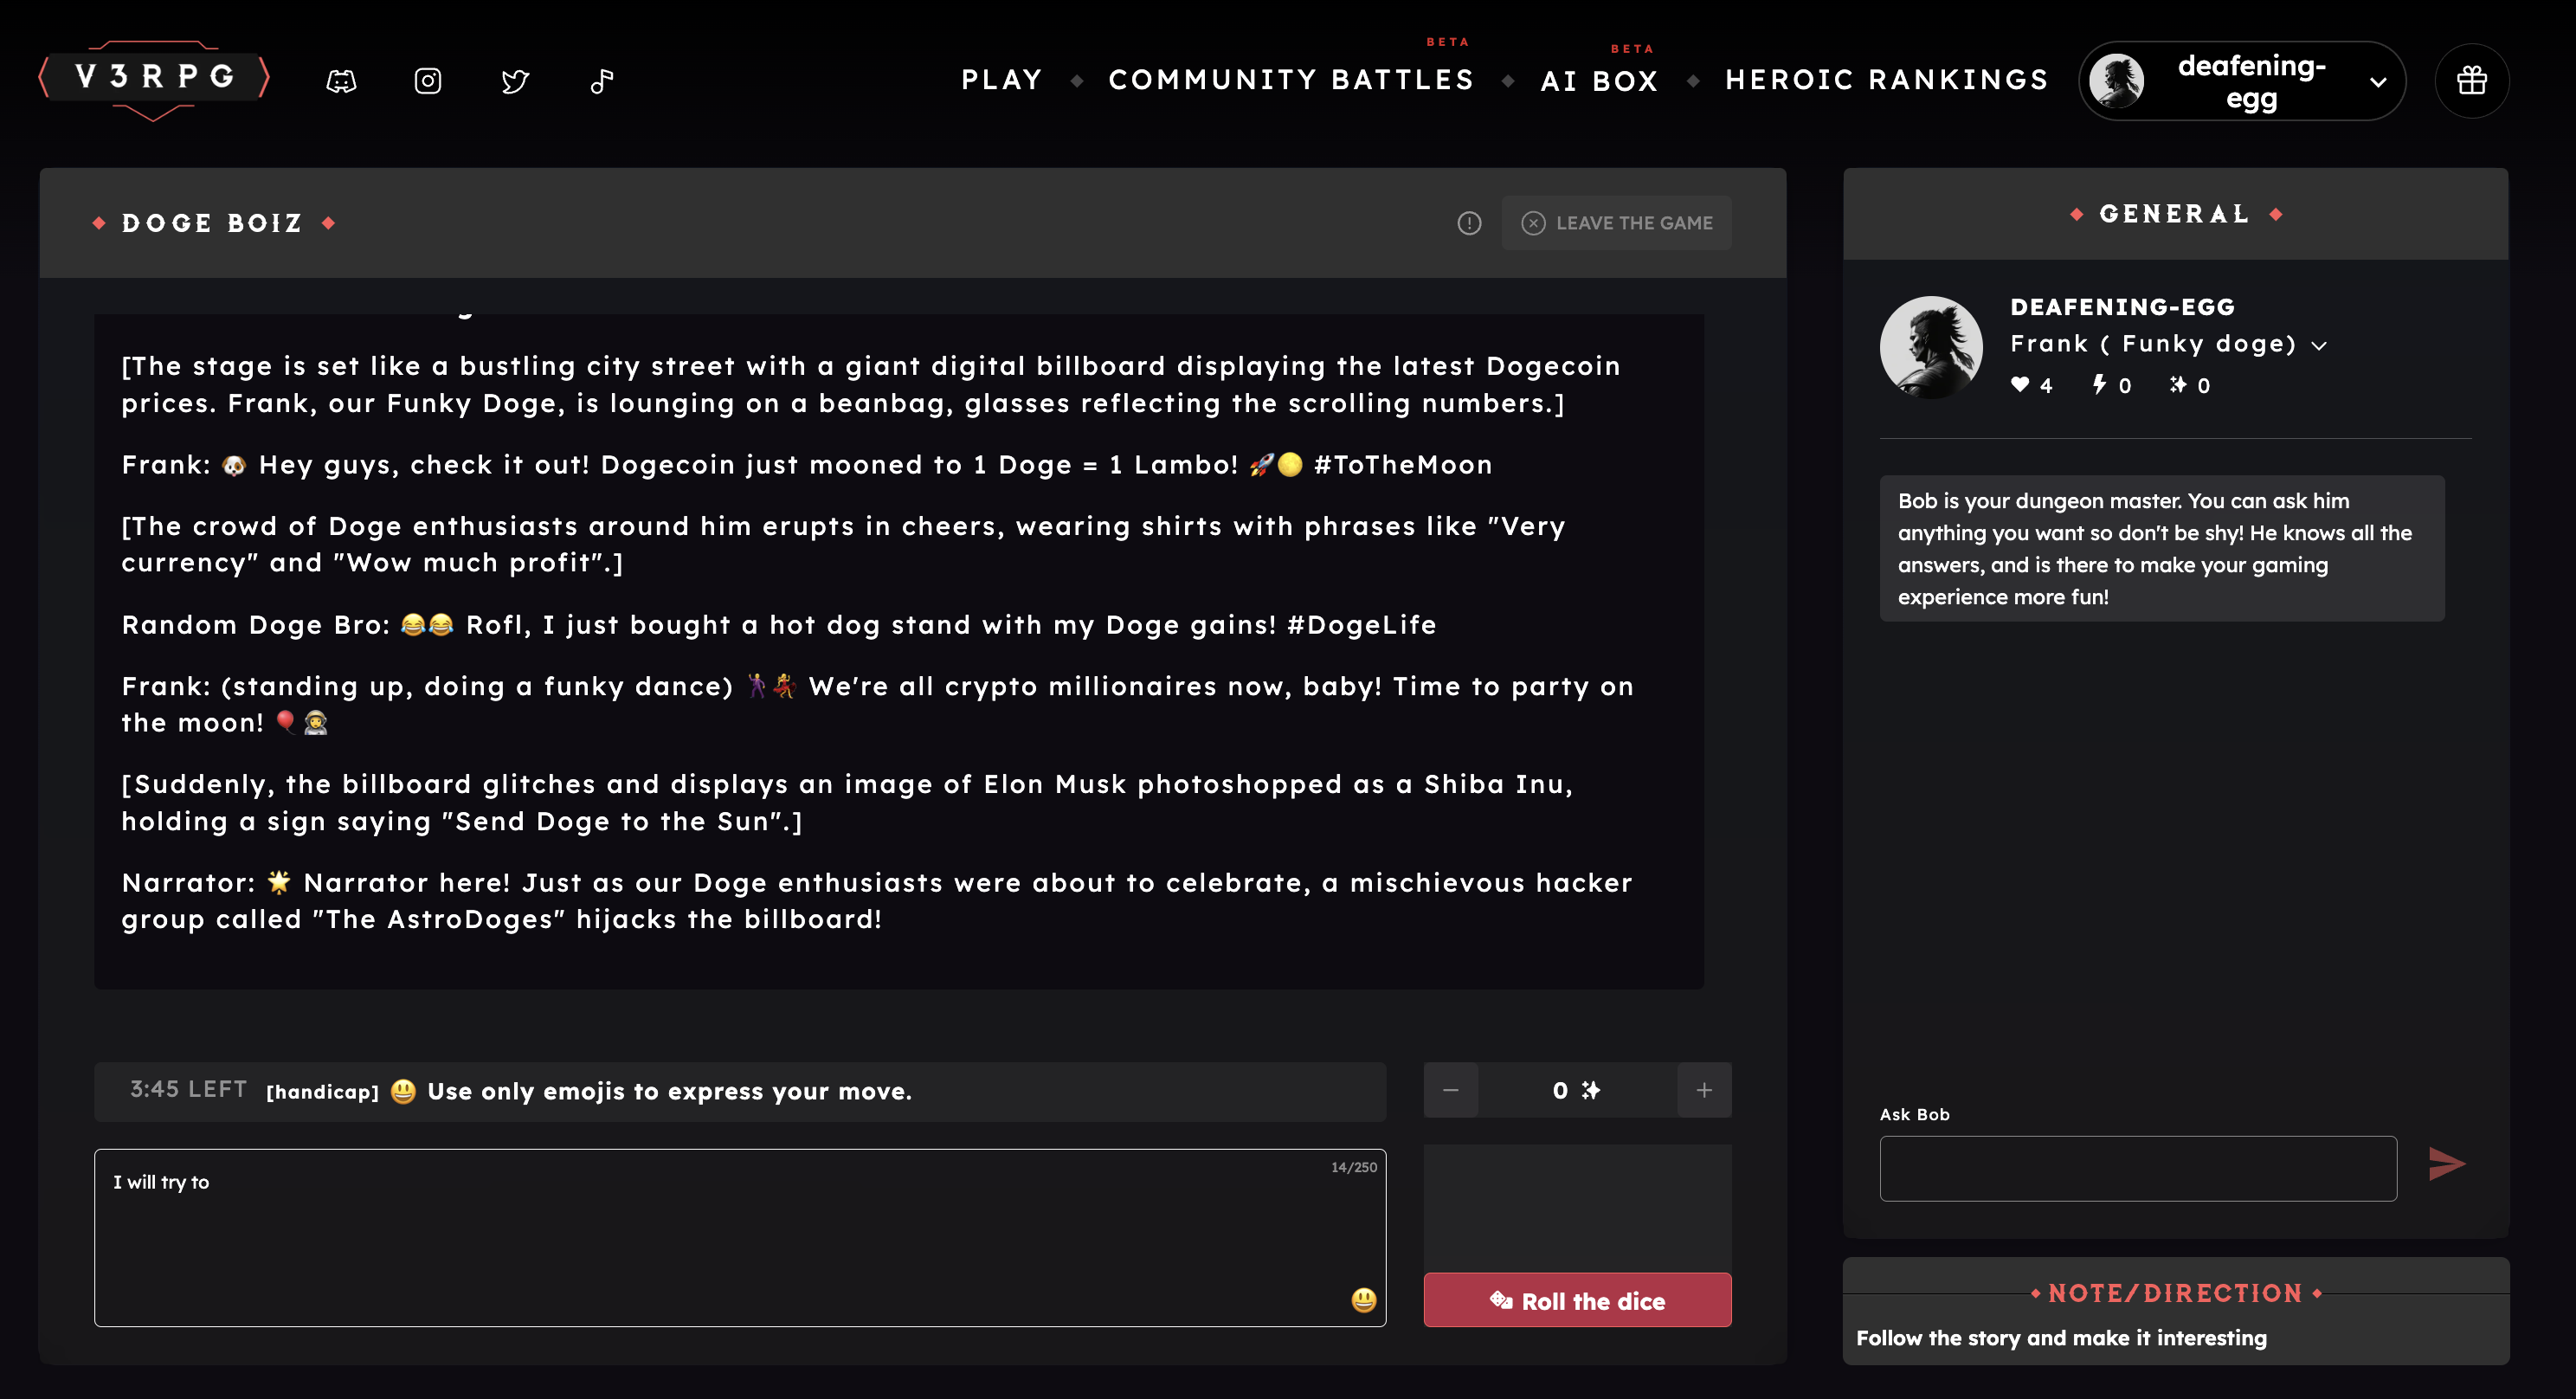 V3RPG
PLAY
COMMUNITY BATTLES
BETA
AI BOX
BETA
HEROIC RANKINGS
deafening-
egg
DOGE BOIZ
LEAVE THE GAME
[The stage is set like a bustling city street with a giant digital billboard displaying the latest Dogecoin
prices. Frank, our Funky Doge, is lounging on a beanbag, glasses reflecting the scrolling numbers.]
Frank: 🐶 Hey guys, check it out! Dogecoin just mooned to 1 Doge = 1 Lambo! 🚀🌕 #ToTheMoon
[The crowd of Doge enthusiasts around him erupts in cheers, wearing shirts with phrases like "Very
currency" and "Wow much profit".]
Random Doge Bro: 😂😂 Rofl, I just bought a hot dog stand with my Doge gains! #DogeLife
Frank: (standing up, doing a funky dance) 🕺💃 We're all crypto millionaires now, baby! Time to party on
the moon! 🎈👩‍🚀
[Suddenly, the billboard glitches and displays an image of Elon Musk photoshopped as a Shiba Inu,
holding a sign saying "Send Doge to the Sun".]
Narrator: 🌟 Narrator here! Just as our Doge enthusiasts were about to celebrate, a mischievous hacker
group called "The AstroDoges" hijacks the billboard!
3:45 LEFT [handicap] 😃 Use only emojis to express your move.
0
14/250
I will try to
😃
Roll the dice
GENERAL
DEAFENING-EGG
Frank ( Funky doge)
4 0 0
Bob is your dungeon master. You can ask him
anything you want so don't be shy! He knows all the
answers, and is there to make your gaming
experience more fun!
Ask Bob
NOTE/DIRECTION
Follow the story and make it interesting